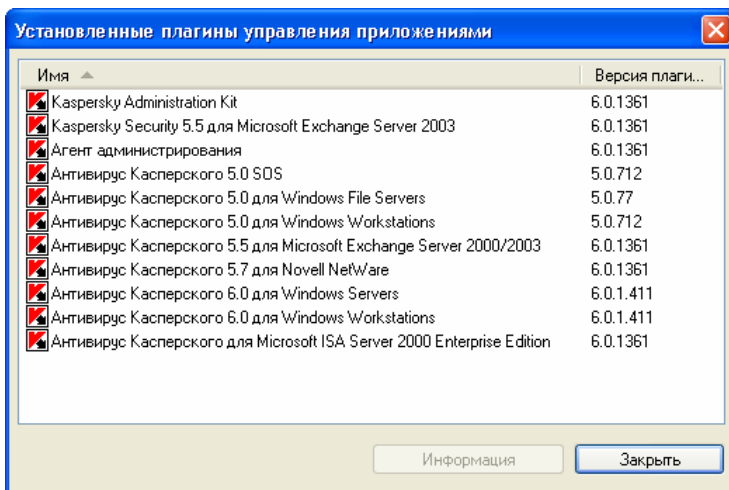 Установленные плагины управления приложениями
Имя Версия плаги...
Kaspersky Administration Kit 6.0.1361
Kaspersky Security 5.5 для Microsoft Exchange Server 2003 6.0.1361
Агент администрирования 6.0.1361
Антивирус Касперского 5.0 SOS 5.0.712
Антивирус Касперского 5.0 для Windows File Servers 5.0.77
Антивирус Касперского 5.0 для Windows Workstations 5.0.712
Антивирус Касперского 5.5 для Microsoft Exchange Server 2000/2003 6.0.1361
Антивирус Касперского 5.7 для Novell NetWare 6.0.1361
Антивирус Касперского 6.0 для Windows Servers 6.0.1.411
Антивирус Касперского 6.0 для Windows Workstations 6.0.1.411
Антивирус Касперского для Microsoft ISA Server 2000 Enterprise Edition 6.0.1361
Информация Закрыть